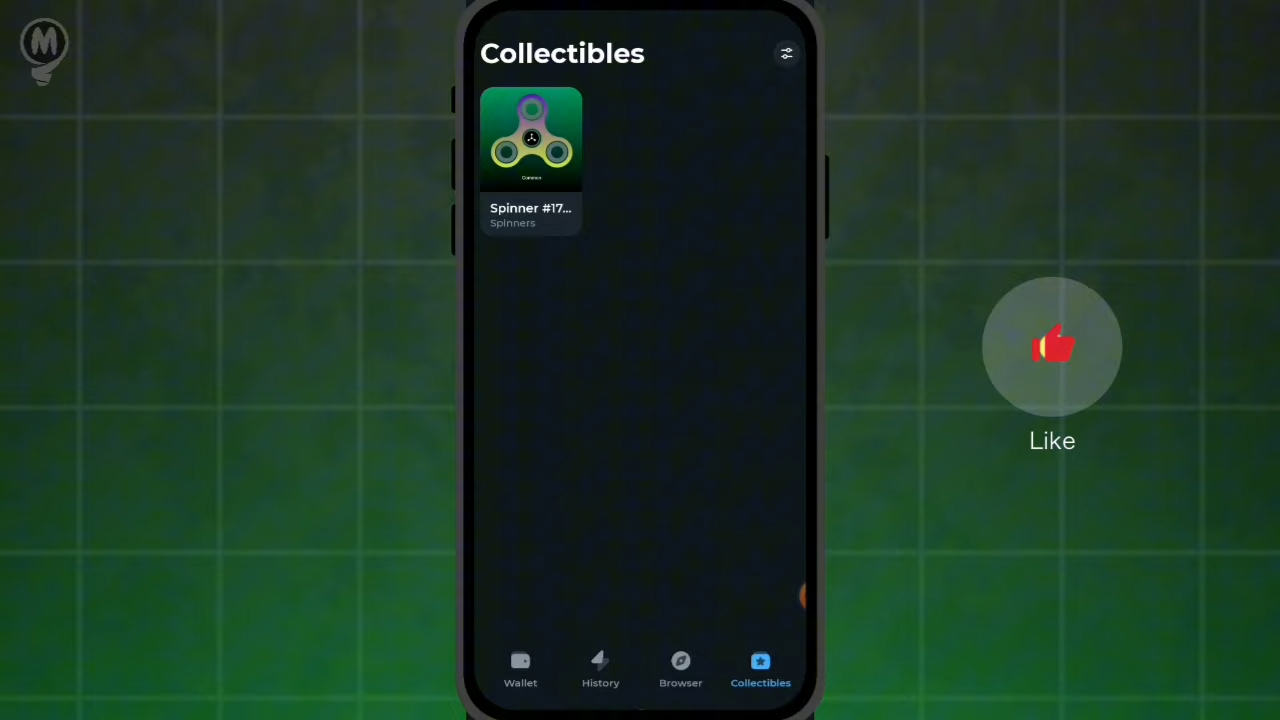 M
Collectibles
Common
Spinner #17...
Spinners
Like
Wallet
History
Browser
Collectibles